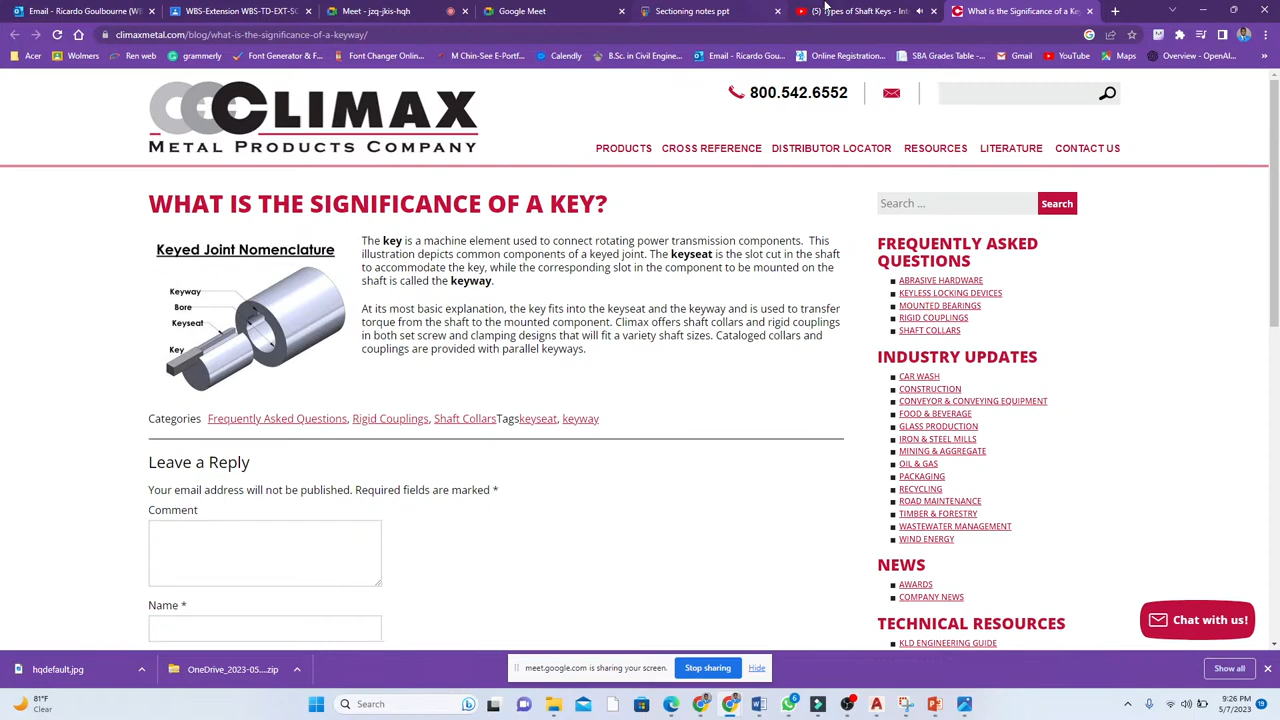 Email - Ricardo Brown (W
WBS-TD-EXT-SC
Meet
Sectioning notes.pdf
Types of Shaft Keys - Int
What is the significance
climaxmetal.com/blog/what-is-the-significance-of-a-key/
Acer
Wolmers
Ren web
gamerglyo
Font Generator & F...
Font Changer Onlin...
M Chin-See E-Portfo...
Calendly
B.Sc. in Civil Engine...
Email - Ricardo Gou...
Online Registration...
SBA Grades Table -...
Gmail
YouTube
Maps
Overview - OpenAI...
CLIMAX
METAL PRODUCTS COMPANY
800.542.6552
PRODUCTS CROSS REFERENCE DISTRIBUTOR LOCATOR RESOURCES LITERATURE CONTACT US
WHAT IS THE SIGNIFICANCE OF A KEY?
Keyed Joint Nomenclature
Keyway
Bore
Keyseat
Key
The key is a machine element used to connect rotating power transmission components. This
illustration depicts common components of a keyed joint. The keyseat is the slot cut in the shaft
to accommodate the key, while the corresponding slot in the component to be mounted on the
shaft is called the keyway.
At its most basic explanation, the key fits into the keyseat and the keyway and is used to transfer
torque from the shaft to the mounted component. Climax offers shaft collars and rigid couplings
in both set screw and clamping designs that will fit a variety shaft sizes. Cataloged collars and
couplings are provided with parallel keyways.
Categories Frequently Asked Questions, Rigid Couplings, Shaft CollarsTagskeyseat, keyway
Leave a Reply
Your email address will not be published. Required fields are marked *
Comment
Name *
Search ...
Search
FREQUENTLY ASKED
QUESTIONS
ABRASIVE HARDWARE
KEYLESS LOCKING DEVICES
MOUNTED BEARINGS
RIGID COUPLINGS
SHAFT COLLARS
INDUSTRY UPDATES
CAR WASH
CONSTRUCTION
CONVEYOR & CONVEYING EQUIPMENT
FOOD & BEVERAGE
GLASS PRODUCTION
IRON & STEEL MILLS
MINING & AGGREGATE
OIL & GAS
PACKAGING
RECYCLING
ROAD MAINTENANCE
TIMBER & FORESTRY
WASTEWATER MANAGEMENT
WIND ENERGY
NEWS
AWARDS
COMPANY NEWS
TECHNICAL RESOURCES
KLD ENGINEERING GUIDE
Chat with us!
hodefault.jpg
OneDrive_2023-05....zip
meet.google.com is sharing your screen.
Stop sharing
Hide
Show all
81°F
Clear
Search
6
9:26 PM
5/7/2023
19